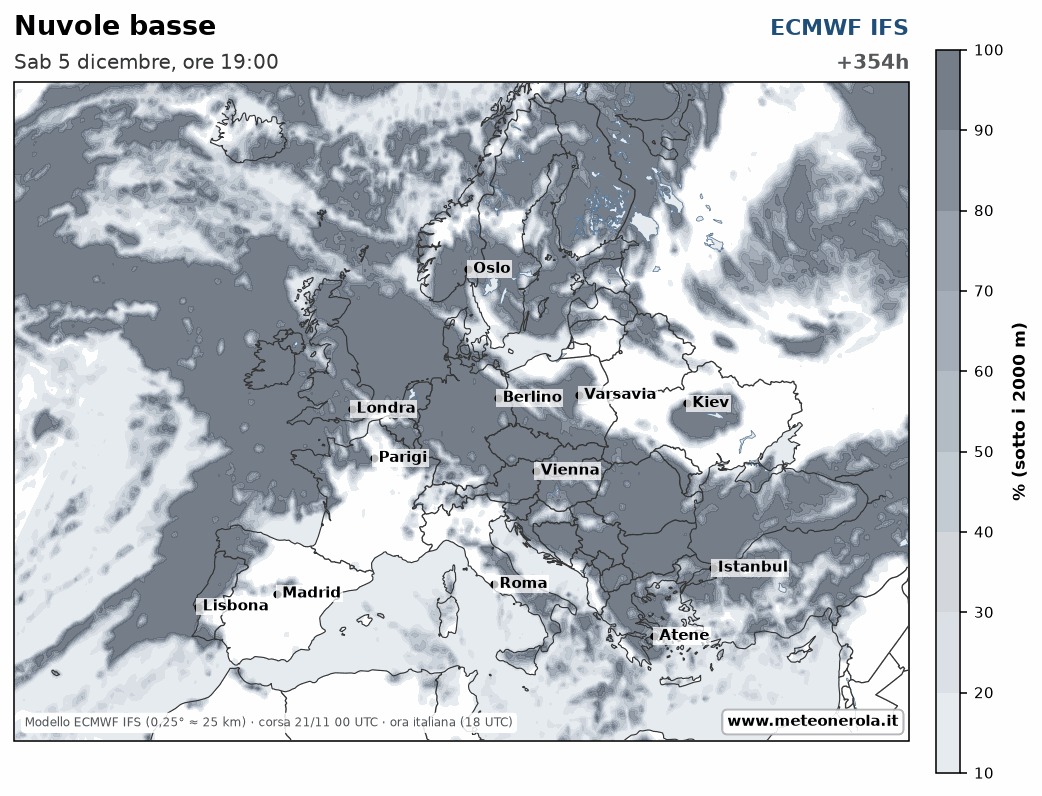 Nuvole basse
ECMWF IFS
Sab 5 dicembre, ore 19:00
+354h
100
90
80
70
60
50
40
30
20
10
% (sotto i 2000 m)
Oslo
Londra
Berlino
Varsavia
Kiev
Parigi
Vienna
Istanbul
Roma
Madrid
Lisbona
Atene
Modello ECMWF IFS (0,25° ≈ 25 km) · corsa 21/11 00 UTC · ora italiana (18 UTC)
www.meteonerola.it